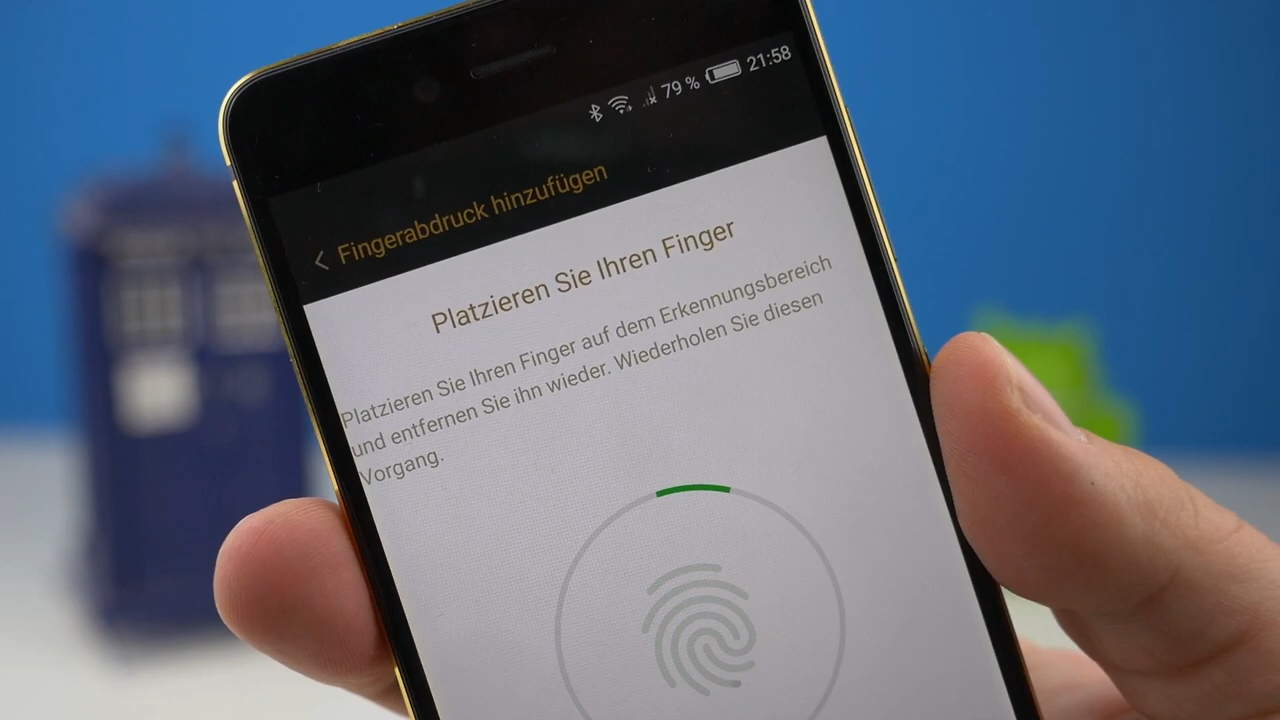 79 % 21:58
Fingerabdruck hinzufügen
Platzieren Sie Ihren Finger
Platzieren Sie Ihren Finger auf dem Erkennungsbereich
und entfernen Sie ihn wieder. Wiederholen Sie diesen
Vorgang.